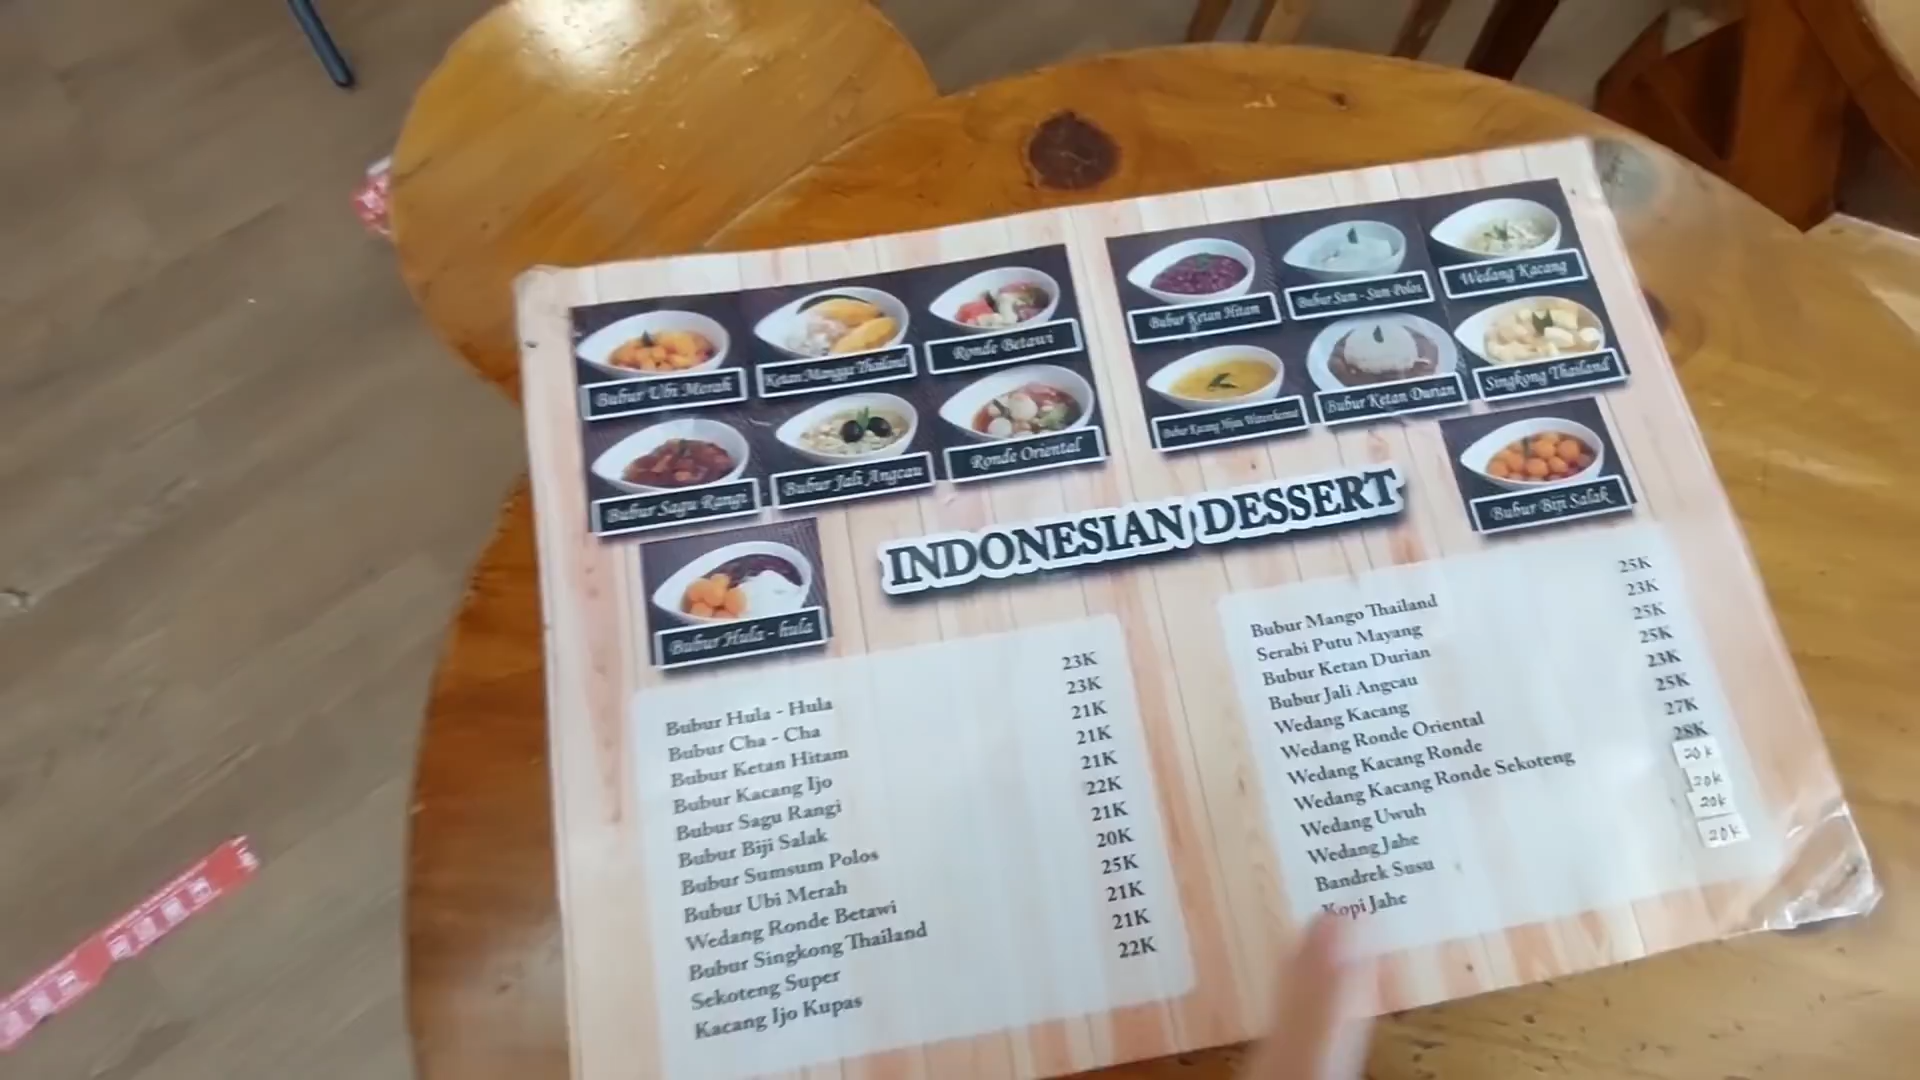 Bubur Ubi Merah
Ketan Mangga Thailand
Ronde Betawi
Bubur Sagu Rangi
Bubur Jali Angcau
Ronde Oriental
Bubur Hula - hula
Bubur Ketan Hitam
Bubur Sum - Sum Polos
Wedang Kacang
Bubur Kacang Hijau
Bubur Ketan Durian
Singkong Thailand
Bubur Biji Salak
INDONESIAN DESSERT
Bubur Hula - Hula 23K
Bubur Cha - Cha 23K
Bubur Ketan Hitam 21K
Bubur Kacang Ijo 21K
Bubur Sagu Rangi 21K
Bubur Biji Salak 22K
Bubur Sumsum Polos 21K
Bubur Ubi Merah 20K
Wedang Ronde Betawi 25K
Bubur Singkong Thailand 21K
Sekoteng Super 21K
Kacang Ijo Kupas 22K
Bubur Mango Thailand 25K
Serabi Putu Mayang 23K
Bubur Ketan Durian 25K
Bubur Jali Angcau 25K
Wedang Kacang 23K
Wedang Ronde Oriental 25K
Wedang Kacang Ronde 27K
Wedang Kacang Ronde Sekoteng 28K
Wedang Uwuh 20k
Wedang Jahe 20k
Bandrek Susu 20k
Kopi Jahe 20k